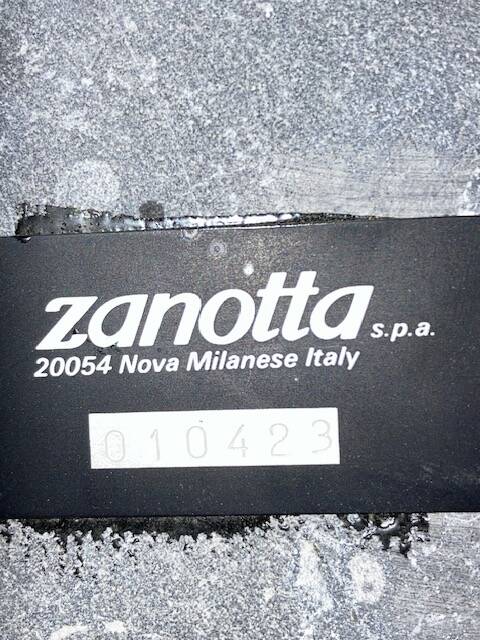 zanotta s.p.a.
20054 Nova Milanese Italy
010423